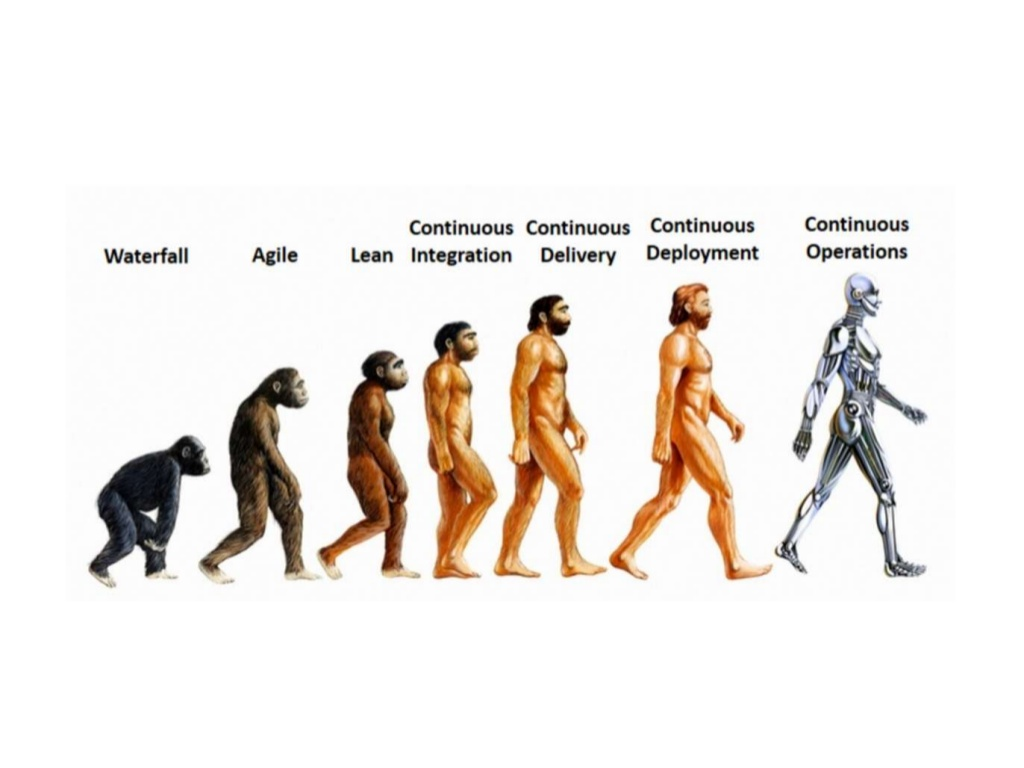 Waterfall
Agile
Lean
Continuous
Integration
Continuous
Delivery
Continuous
Deployment
Continuous
Operations